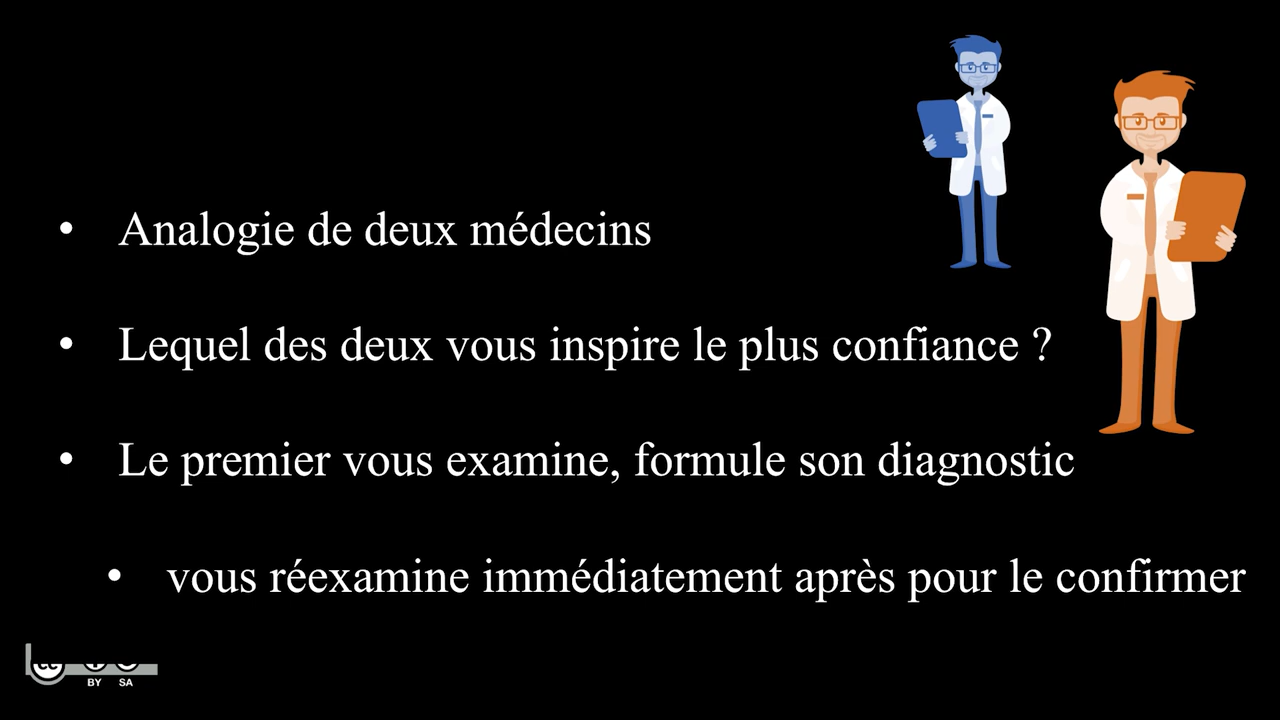 • Analogie de deux médecins
• Lequel des deux vous inspire le plus confiance ?
• Le premier vous examine, formule son diagnostic
• vous réexamine immédiatement après pour le confirmer
BY SA